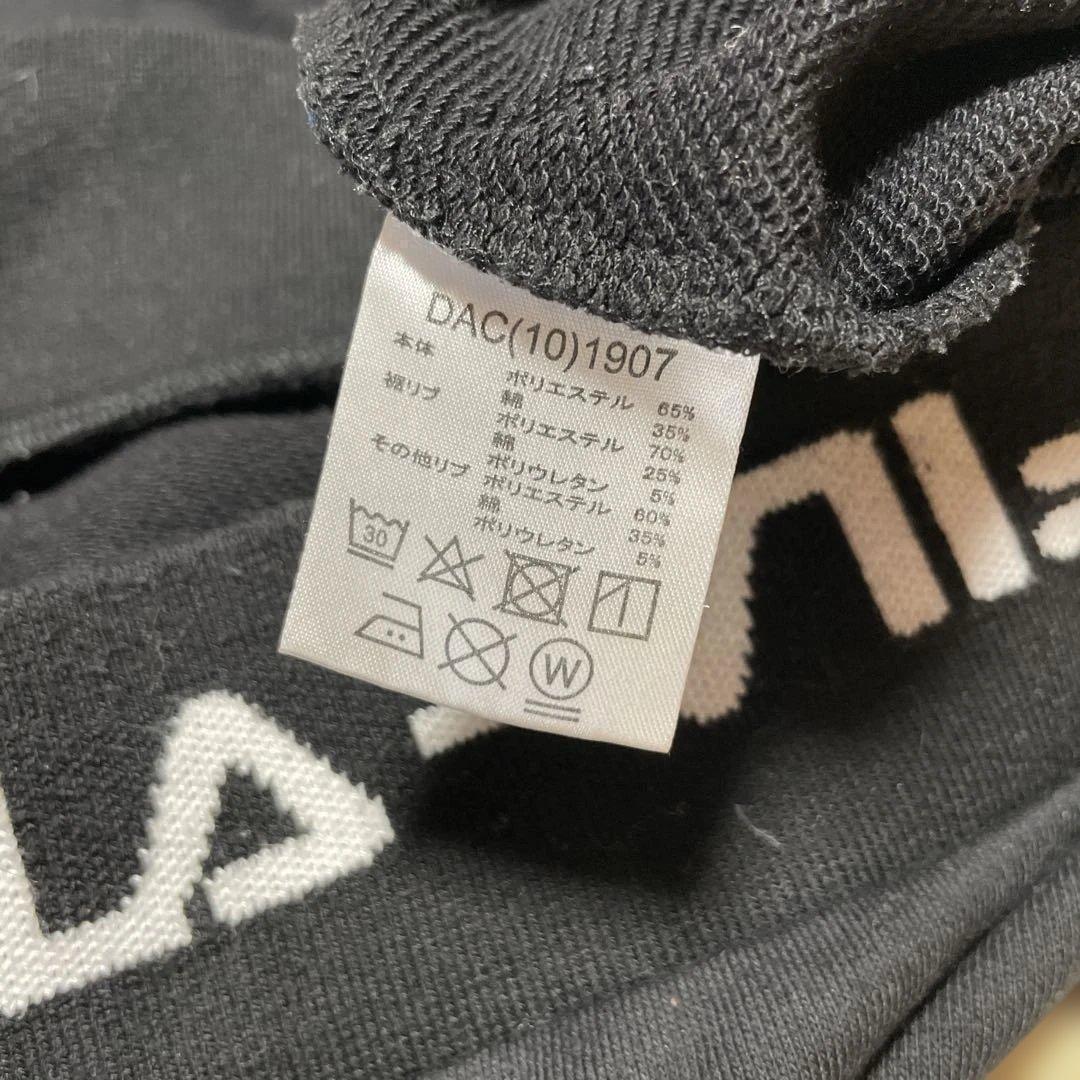 DAC(10)1907
本体 ポリエステル 65%
綿 35%
裾リブ ポリエステル 70%
綿 25%
ポリウレタン 5%
その他リブ ポリエステル 60%
綿 35%
ポリウレタン 5%
30
W